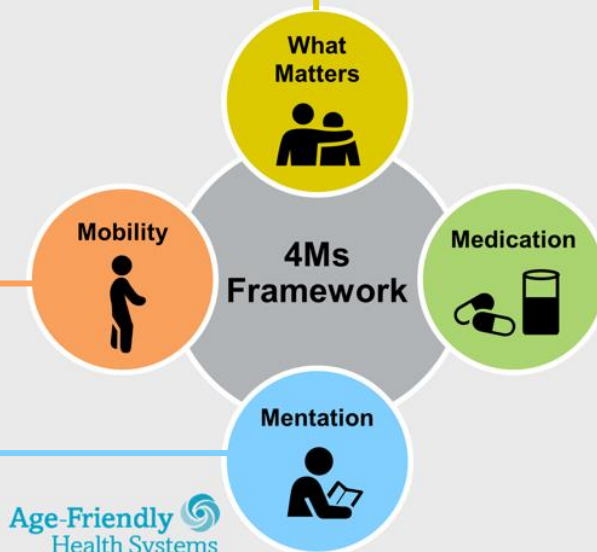 What
Matters
Mobility
4Ms
Framework
Medication
Mentation
Age-Friendly
Health Systems